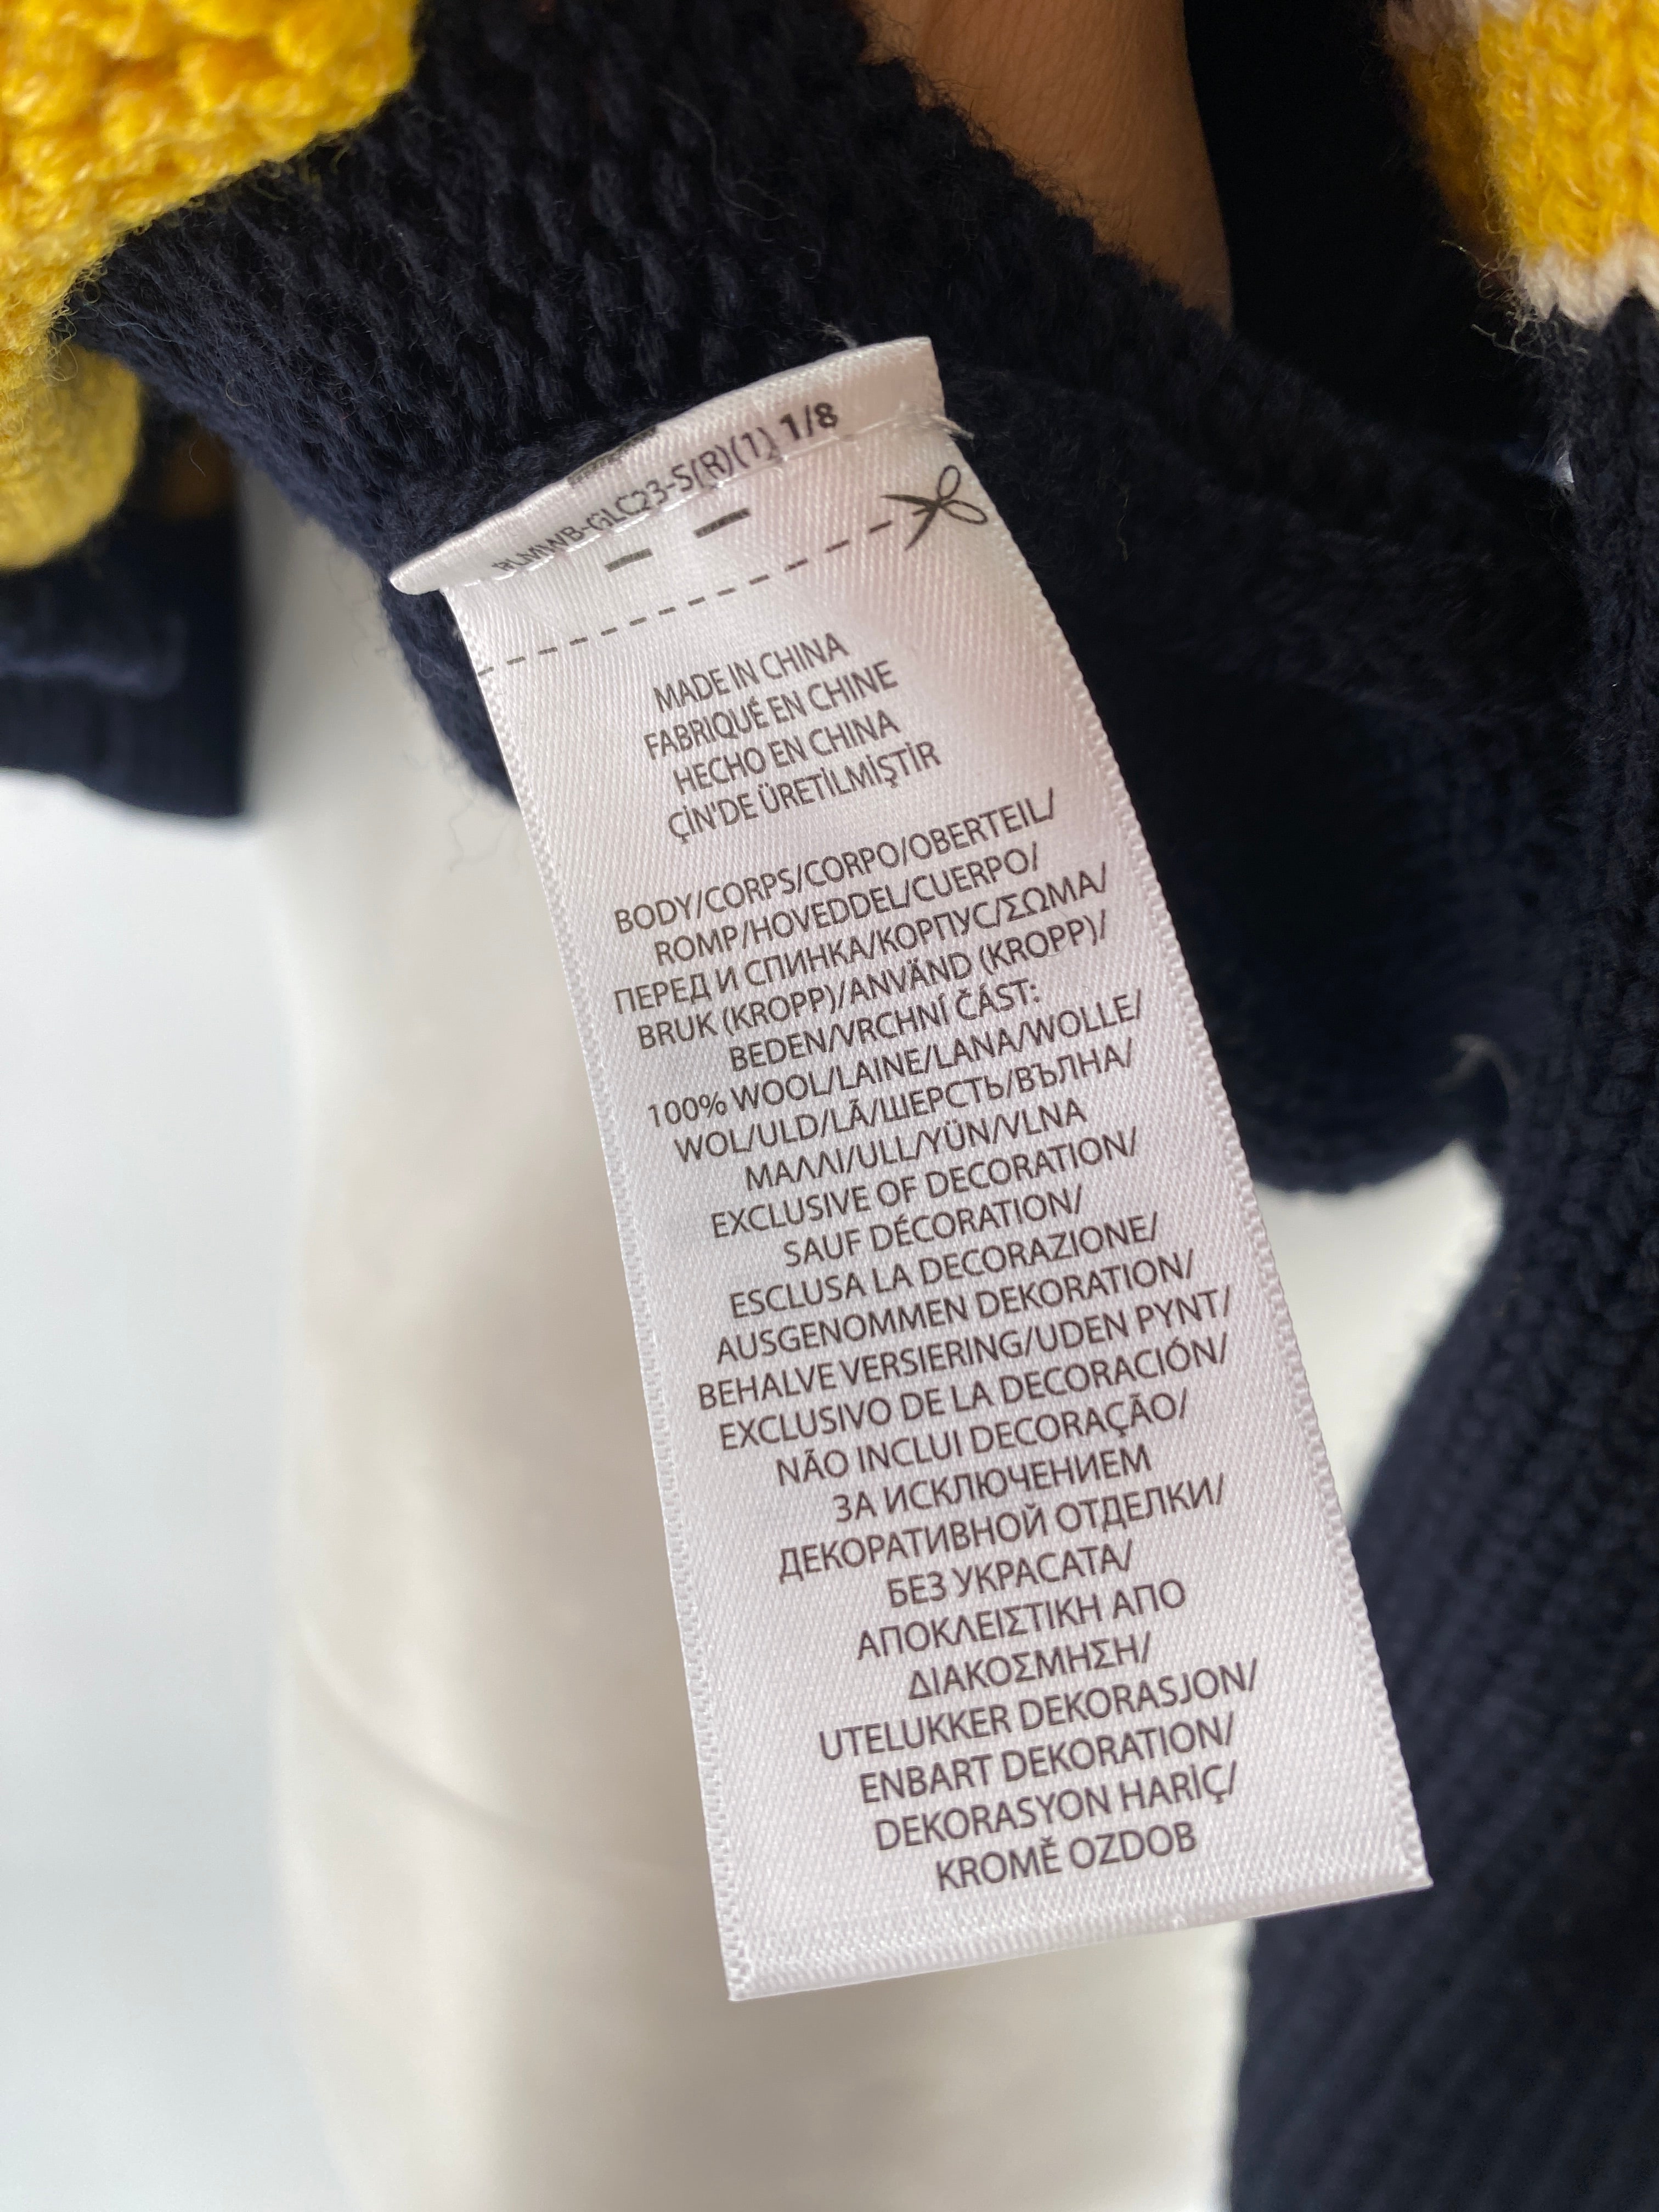 PLMWB-GLC23-S(R)(1) 1/8
MADE IN CHINA
FABRIQUÉ EN CHINE
HECHO EN CHINA
ÇİN'DE ÜRETİLMİŞTİR
BODY/CORPS/CORPO/OBERTEIL/
ROMP/HOVEDDEL/CUERPO/
ПЕРЕД И СПИНКА/КОРПУС/ΣΩΜΑ/
BRUK (KROPP)/ANVÄND (KROPP)/
BEDEN/VRCHNÍ ČÁST:
100% WOOL/LAINE/LANA/WOLLE/
WOL/ULD/LÃ/ШЕРСТЬ/ВЪЛНА/
ΜΑΛΛΙ/ULL/YÜN/VLNA
EXCLUSIVE OF DECORATION/
SAUF DÉCORATION/
ESCLUSA LA DECORAZIONE/
AUSGENOMMEN DEKORATION/
BEHALVE VERSIERING/UDEN PYNT/
EXCLUSIVO DE LA DECORACIÓN/
NÃO INCLUI DECORAÇÃO/
ЗА ИСКЛЮЧЕНИЕМ
ДЕКОРАТИВНОЙ ОТДЕЛКИ/
БЕЗ УКРАСАТА/
ΑΠΟΚΛΕΙΣΤΙΚΗ ΑΠΟ
ΔΙΑΚΟΣΜΗΣΗ/
UTELUKKER DEKORASJON/
ENBART DEKORATION/
DEKORASYON HARİÇ/
KROMĚ OZDOB